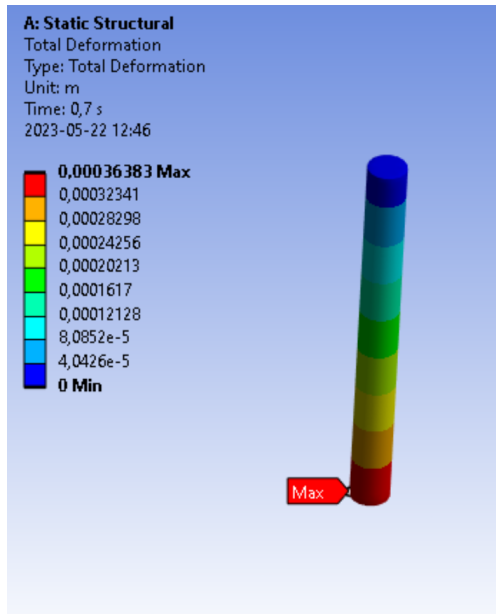 A: Static Structural
Total Deformation
Type: Total Deformation
Unit: m
Time: 0,7 s
2023-05-22 12:46
0,00036383 Max
0,00032341
0,00028298
0,00024256
0,00020213
0,0001617
0,00012128
8,0852e-5
4,0426e-5
0 Min
Max